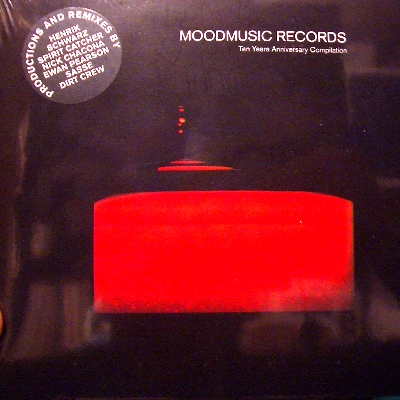 PRODUCTIONS AND REMIXES BY
HENRIK
SCHWARZ
SPIRIT CATCHER
NICK CHACONA
EWAN PEARSON
SASSE
DIRT CREW
MOODMUSIC RECORDS
Ten Years Anniversary Compilation